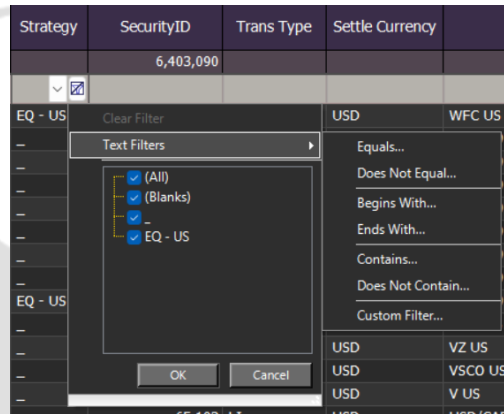 Strategy SecurityID Trans Type Settle Currency
6,403,090
EQ - US USD WFC US
Clear Filter
Text Filters
Equals...
Does Not Equal...
Begins With...
Ends With...
Contains...
Does Not Contain...
Custom Filter...
(All)
(Blanks)
_
EQ - US
_
_
_
_
_
_
EQ - US
_
_ USD VZ US
_ USD VSCO US
_ USD V US
OK Cancel